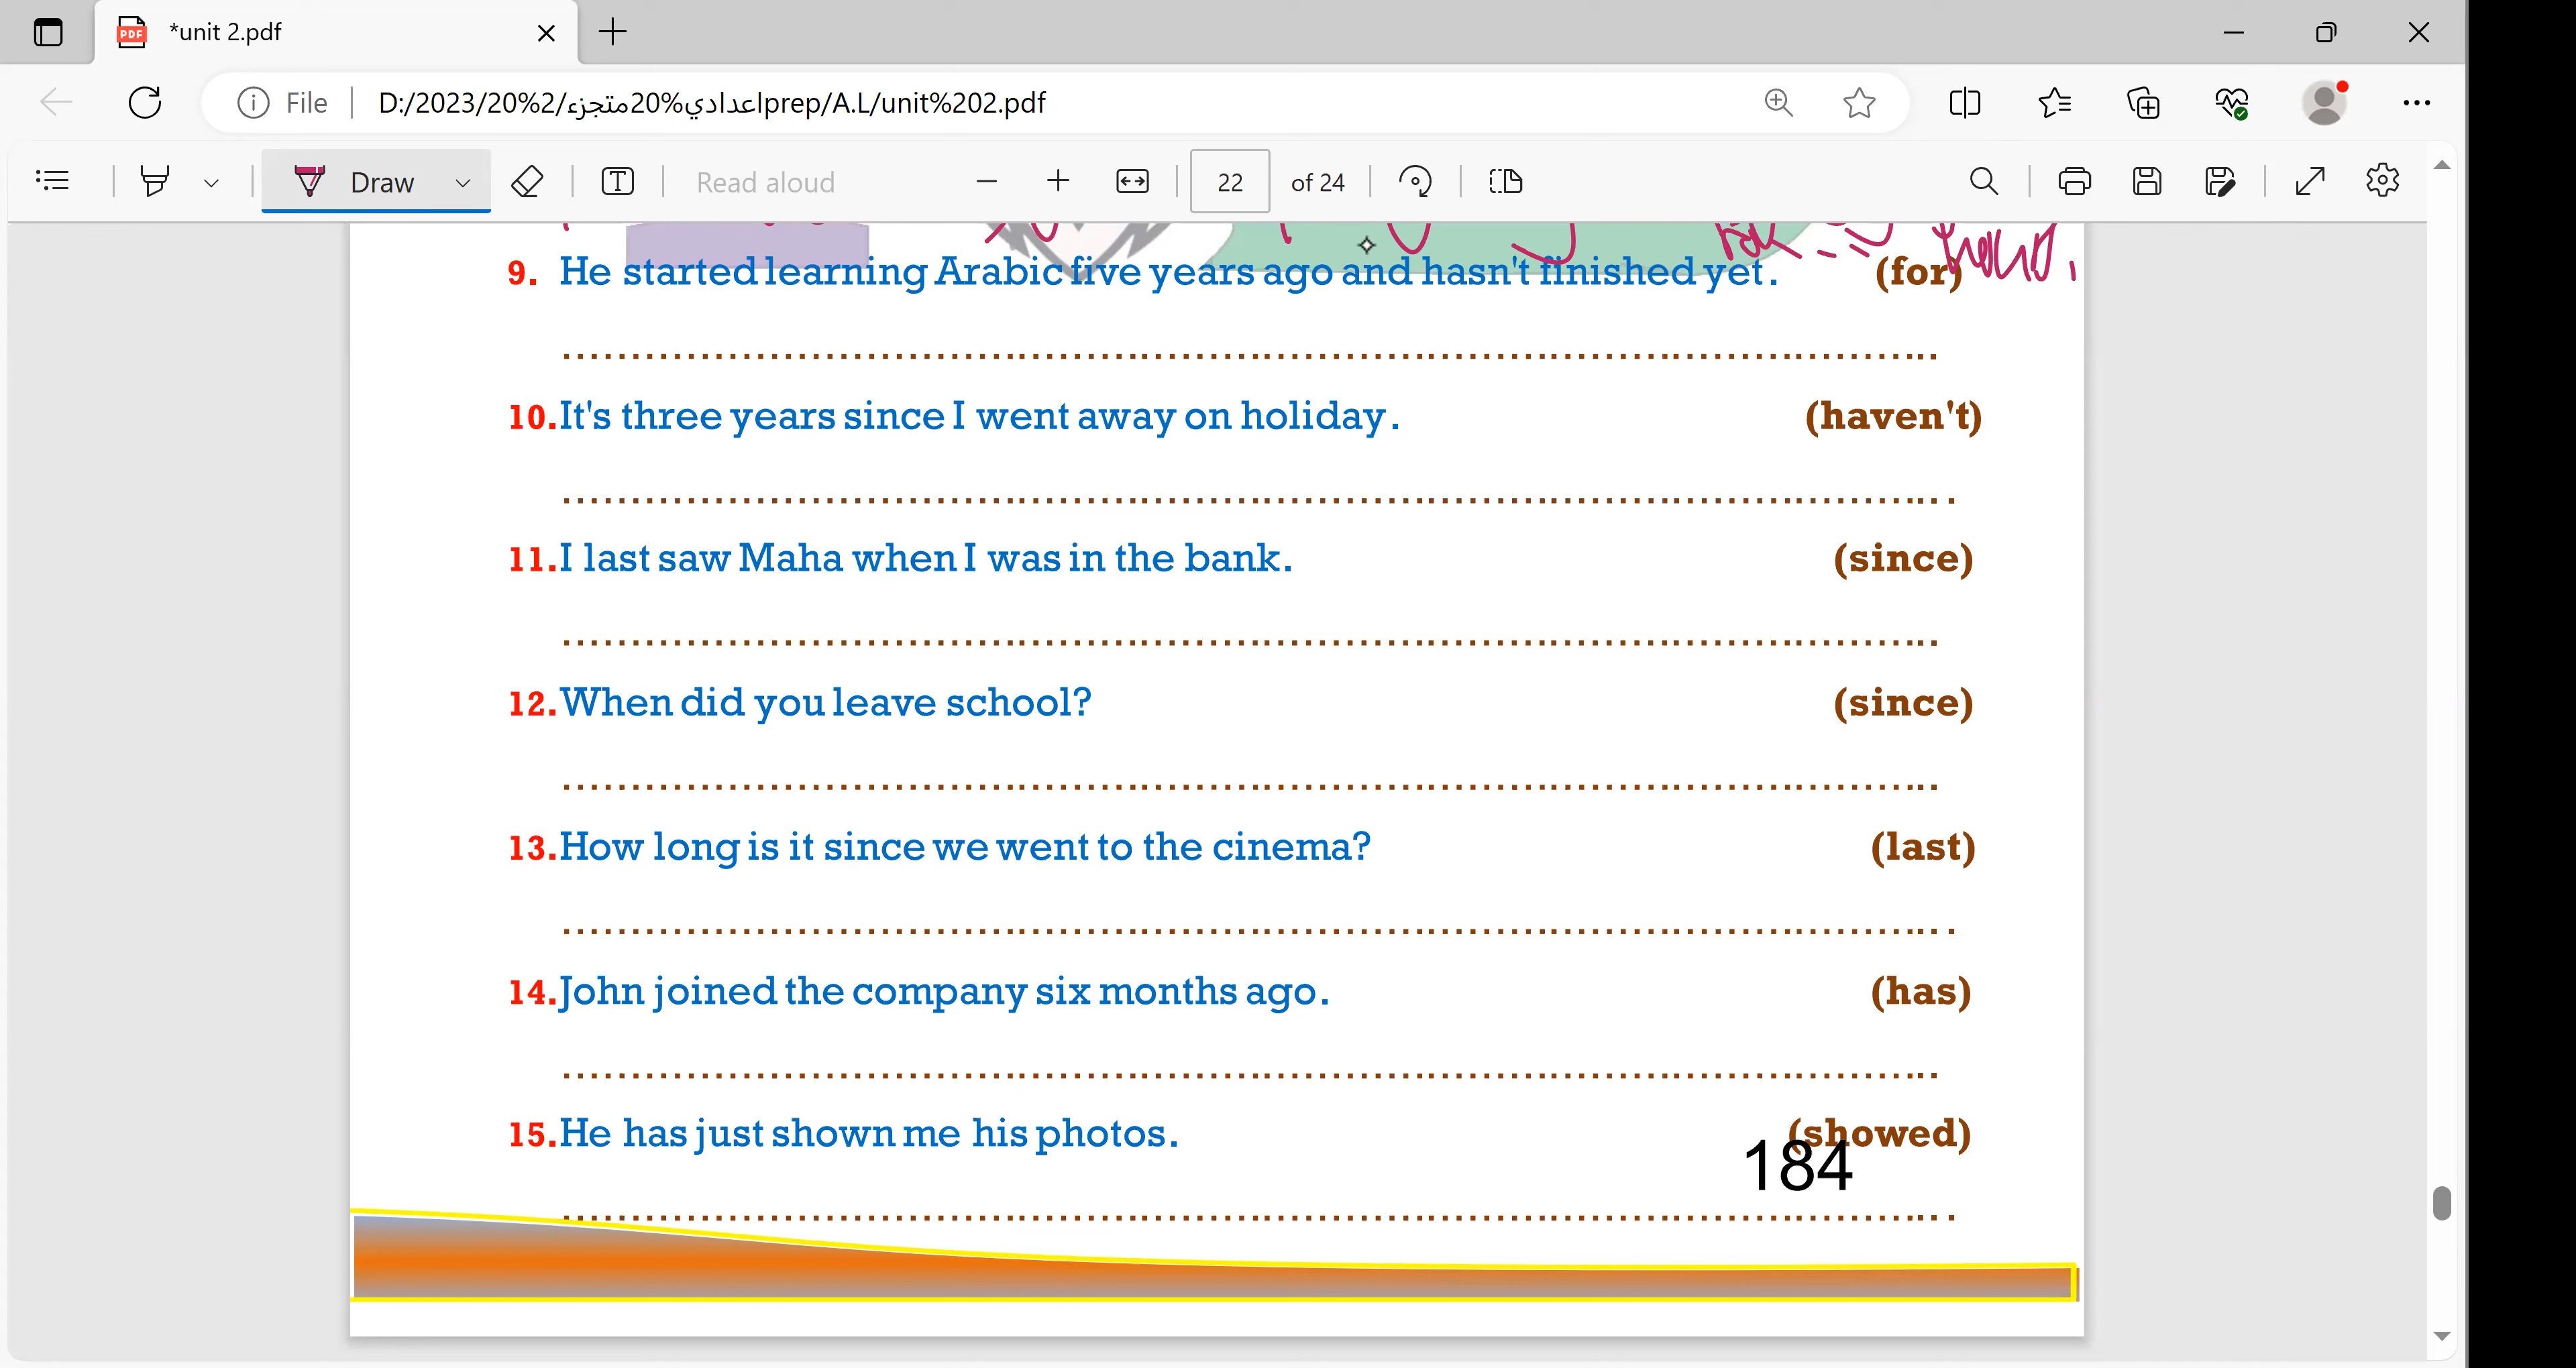 *unit 2.pdf
File
D:/2023/20%2/متجزء20%اعداديprep/A.L/unit%202.pdf
Draw
Read aloud
22 of 24
hello.
9. He started learning Arabic five years ago and hasn't finished yet. (for)
10. It's three years since I went away on holiday. (haven't)
11. I last saw Maha when I was in the bank. (since)
12. When did you leave school? (since)
13. How long is it since we went to the cinema? (last)
14. John joined the company six months ago. (has)
15. He has just shown me his photos. (showed)
184